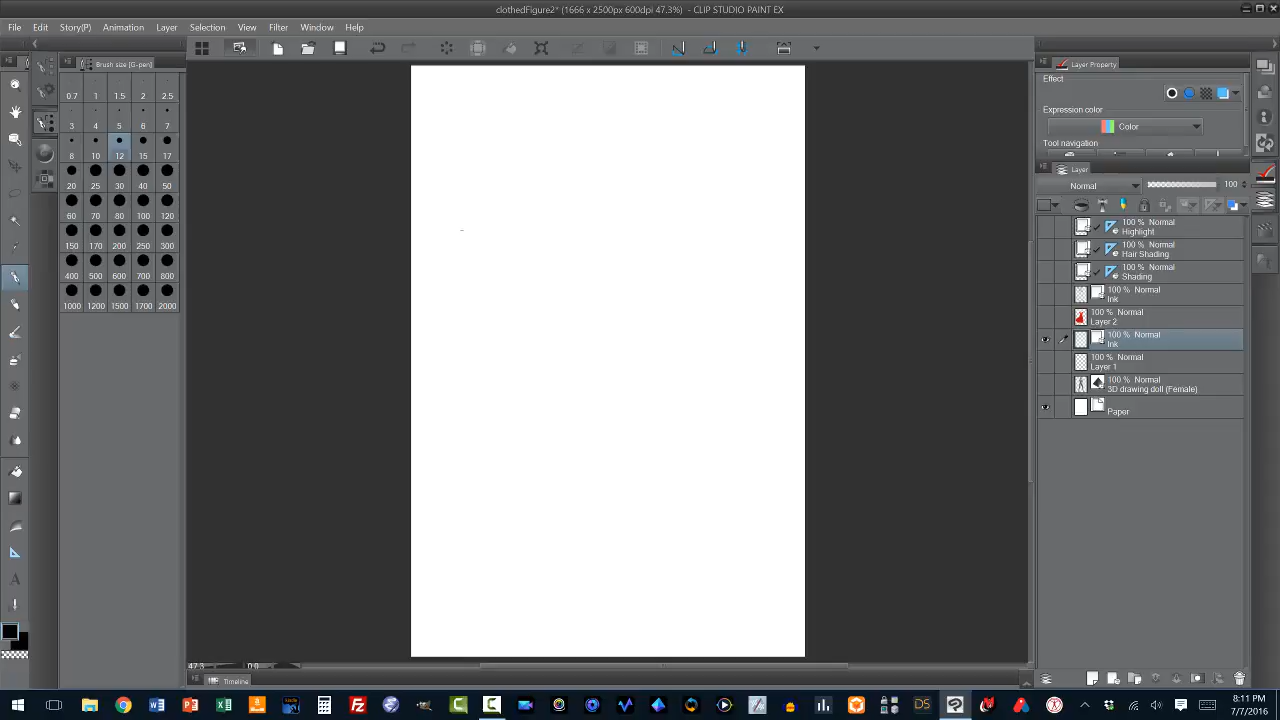 clothedFigure2* (1666 x 2500px 600dpi 47.3%) - CLIP STUDIO PAINT EX
File Edit Story(P) Animation Layer Selection View Filter Window Help
Brush size [G-pen]
0.7 1 1.5 2 2.5
3 4 5 6 7
8 10 12 15 17
20 25 30 40 50
60 70 80 100 120
150 170 200 250 300
400 500 600 700 800
1000 1200 1500 1700 2000
Layer Property
Effect
Expression color
Color
Tool navigation
Layer
Normal 100
100 % Normal
Highlight
100 % Normal
Hair Shading
100 % Normal
Shading
100 % Normal
Ink
100 % Normal
Layer 2
100 % Normal
Ink
100 % Normal
Layer 1
100 % Normal
3D drawing doll (Female)
Paper
47.3 0.0
Timeline
8:11 PM
7/7/2016